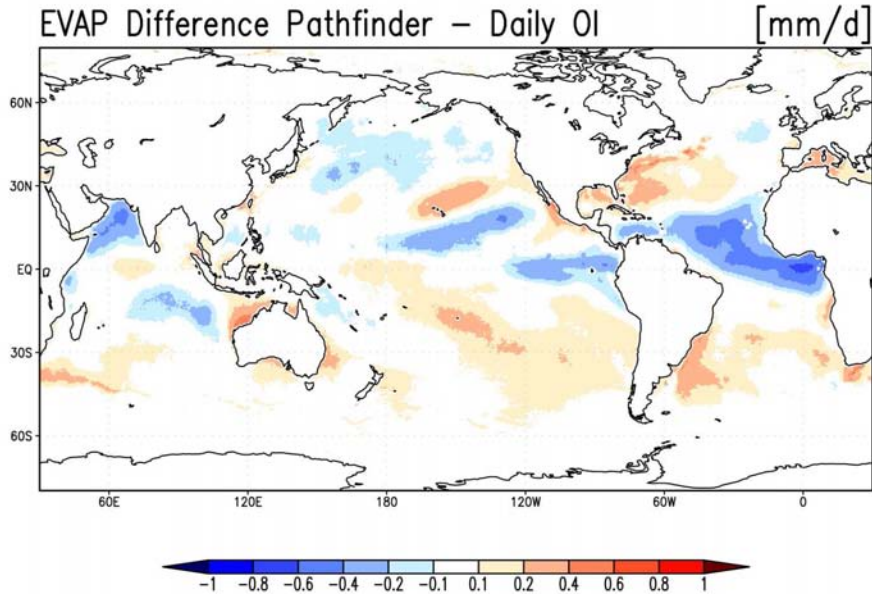 EVAP Difference Pathfinder – Daily OI [mm/d]
60N
30N
EQ
30S
60S
60E 120E 180 120W 60W 0
-1 -0.8 -0.6 -0.4 -0.2 -0.1 0.1 0.2 0.4 0.6 0.8 1